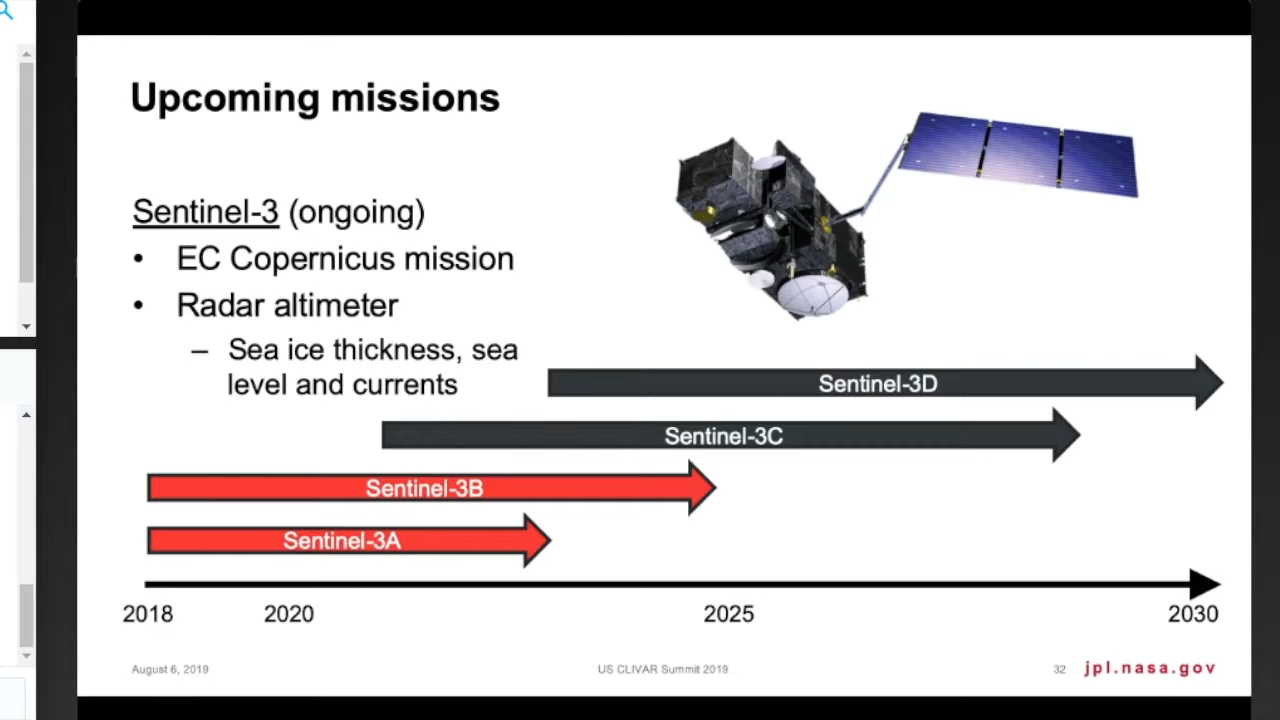 Upcoming missions
Sentinel-3 (ongoing)
• EC Copernicus mission
• Radar altimeter
– Sea ice thickness, sea
level and currents
Sentinel-3D
Sentinel-3C
Sentinel-3B
Sentinel-3A
2018 2020 2025 2030
August 6, 2019 US CLIVAR Summit 2019 32 jpl.nasa.gov